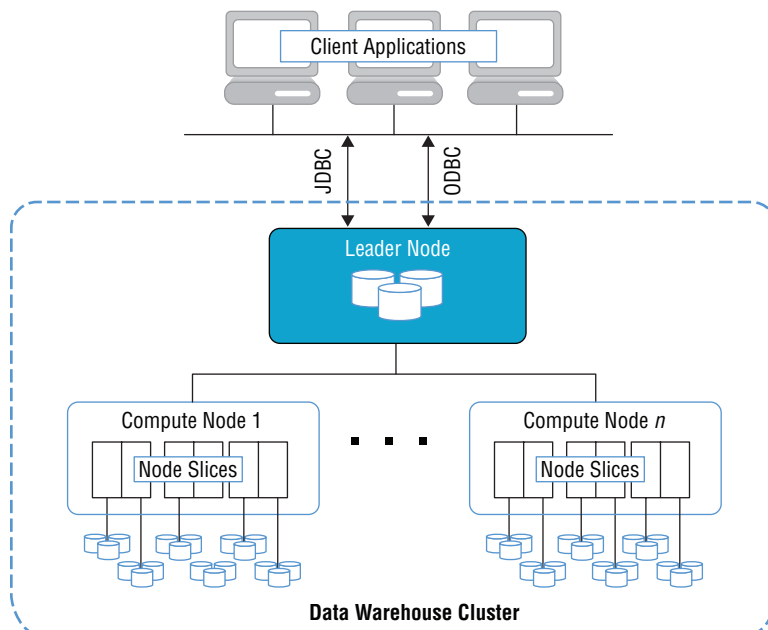 Client Applications
JDBC
ODBC
Leader Node
Compute Node 1
Node Slices
Compute Node n
Node Slices
Data Warehouse Cluster